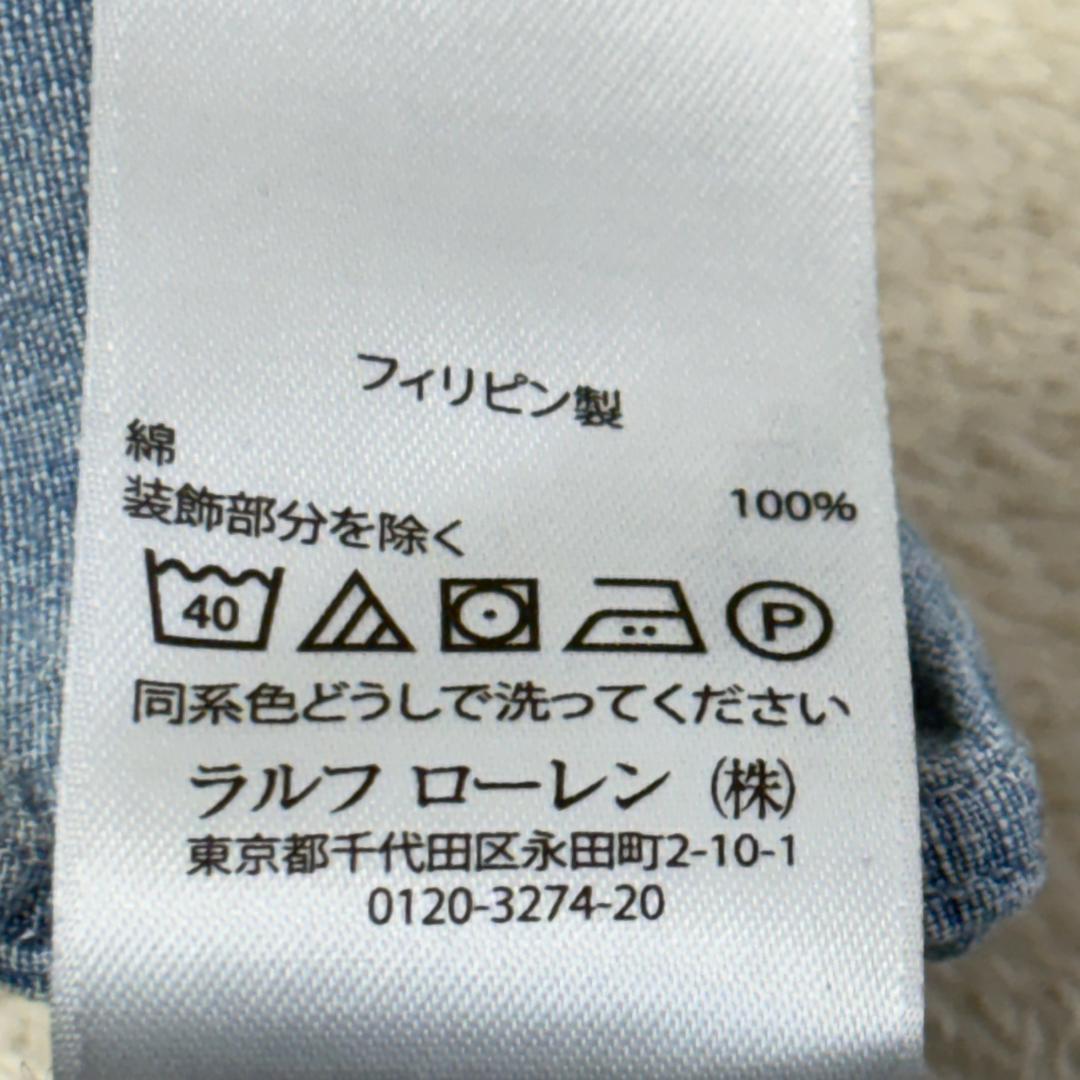 フィリピン製
綿 100%
装飾部分を除く
40 P
同系色どうしで洗ってください
ラルフ ローレン (株)
東京都千代田区永田町2-10-1
0120-3274-20